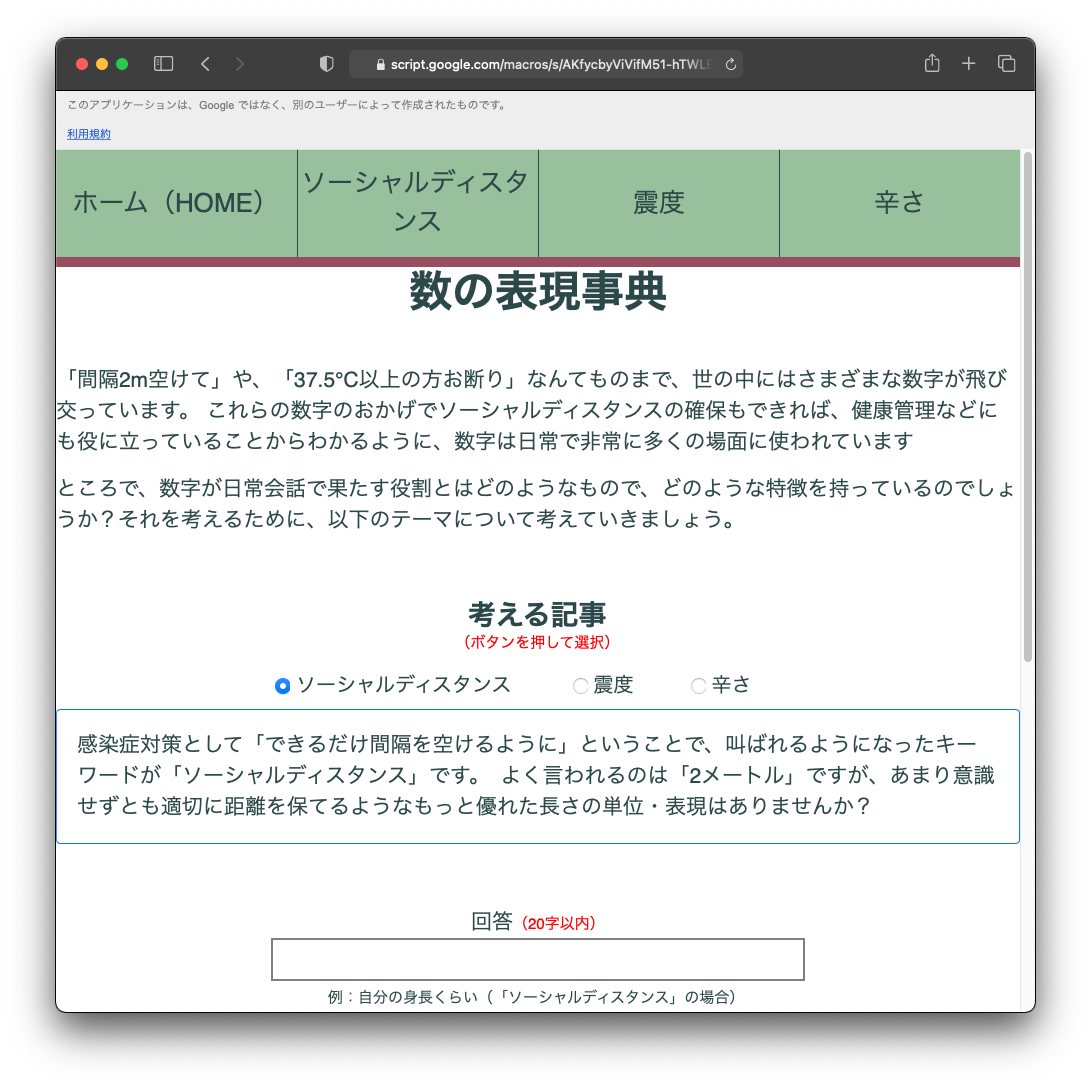 script.google.com/macros/s/AKfycbyViVifM51-hTWL
このアプリケーションは、Google ではなく、別のユーザーによって作成されたものです。
利用規約
ホーム（HOME）
ソーシャルディスタ
ンス
震度
辛さ
数の表現事典
「間隔2m空けて」や、「37.5℃以上の方お断り」なんてものまで、世の中にはさまざまな数字が飛び
交っています。 これらの数字のおかげでソーシャルディスタンスの確保もできれば、健康管理などに
も役に立っていることからわかるように、数字は日常で非常に多くの場面に使われています
ところで、数字が日常会話で果たす役割とはどのようなもので、どのような特徴を持っているのでしょ
うか？それを考えるために、以下のテーマについて考えていきましょう。
考える記事
（ボタンを押して選択）
ソーシャルディスタンス 震度 辛さ
感染症対策として「できるだけ間隔を空けるように」ということで、叫ばれるようになったキー
ワードが「ソーシャルディスタンス」です。 よく言われるのは「2メートル」ですが、あまり意識
せずとも適切に距離を保てるようなもっと優れた長さの単位・表現はありませんか？
回答（20字以内）
例：自分の身長くらい（「ソーシャルディスタンス」の場合）